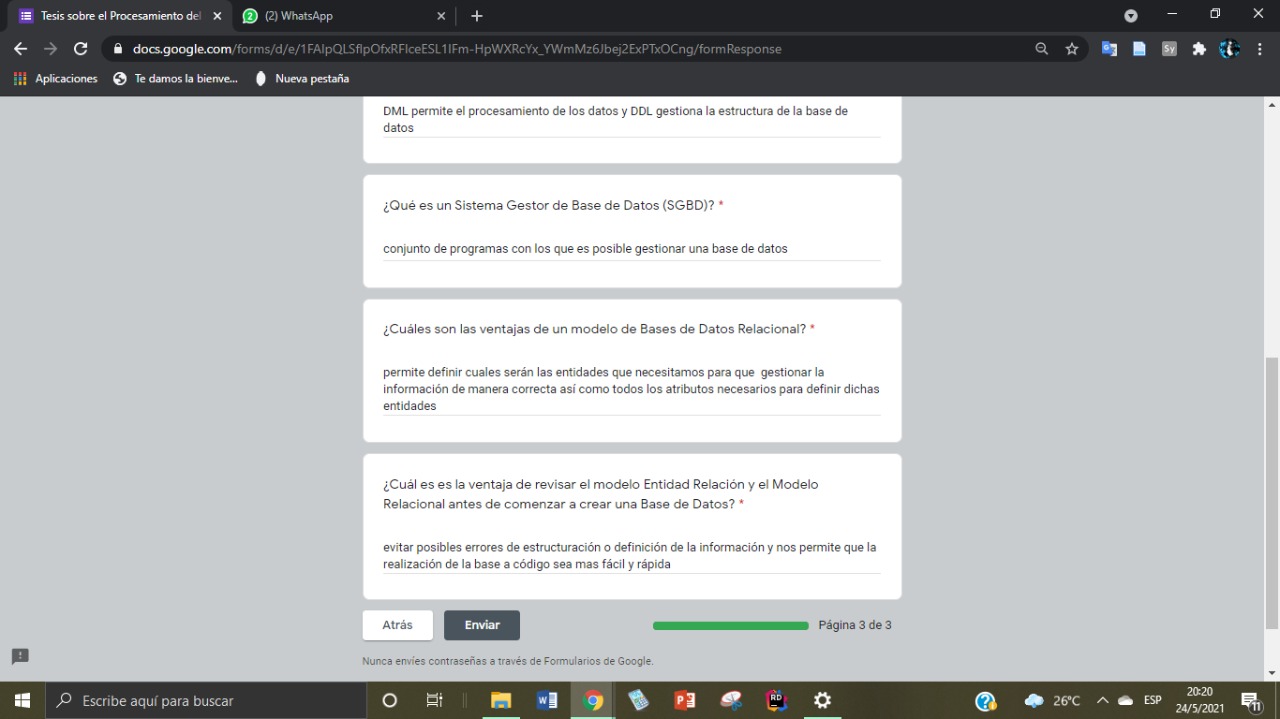 Tesis sobre el Procesamiento del
(2) WhatsApp
docs.google.com/forms/d/e/1FAIpQLSflpOfxRFlceESL1IFm-HpWXRcYx_YWmMz6Jbej2ExPTxOCng/formResponse
Sy
Aplicaciones
Te damos la bienve...
Nueva pestaña
DML permite el procesamiento de los datos y DDL gestiona la estructura de la base de
datos
¿Qué es un Sistema Gestor de Base de Datos (SGBD)? *
conjunto de programas con los que es posible gestionar una base de datos
¿Cuáles son las ventajas de un modelo de Bases de Datos Relacional? *
permite definir cuales serán las entidades que necesitamos para que  gestionar la
información de manera correcta así como todos los atributos necesarios para definir dichas
entidades
¿Cuál es es la ventaja de revisar el modelo Entidad Relación y el Modelo
Relacional antes de comenzar a crear una Base de Datos? *
evitar posibles errores de estructuración o definición de la información y nos permite que la
realización de la base a código sea mas fácil y rápida
Atrás
Enviar
Página 3 de 3
Nunca envíes contraseñas a través de Formularios de Google.
Escribe aquí para buscar
26°C
ESP
20:20
24/5/2021
11